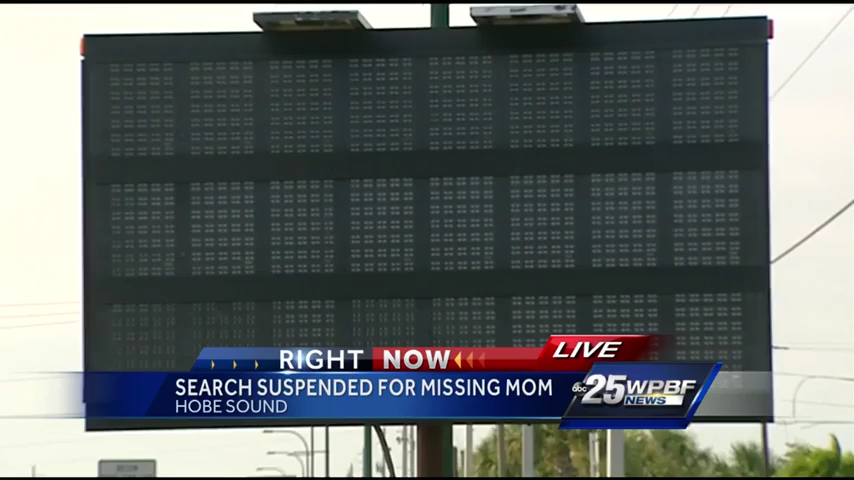 RIGHT NOW
LIVE
SEARCH SUSPENDED FOR MISSING MOM
HOBE SOUND
abc 25 WPBF
NEWS